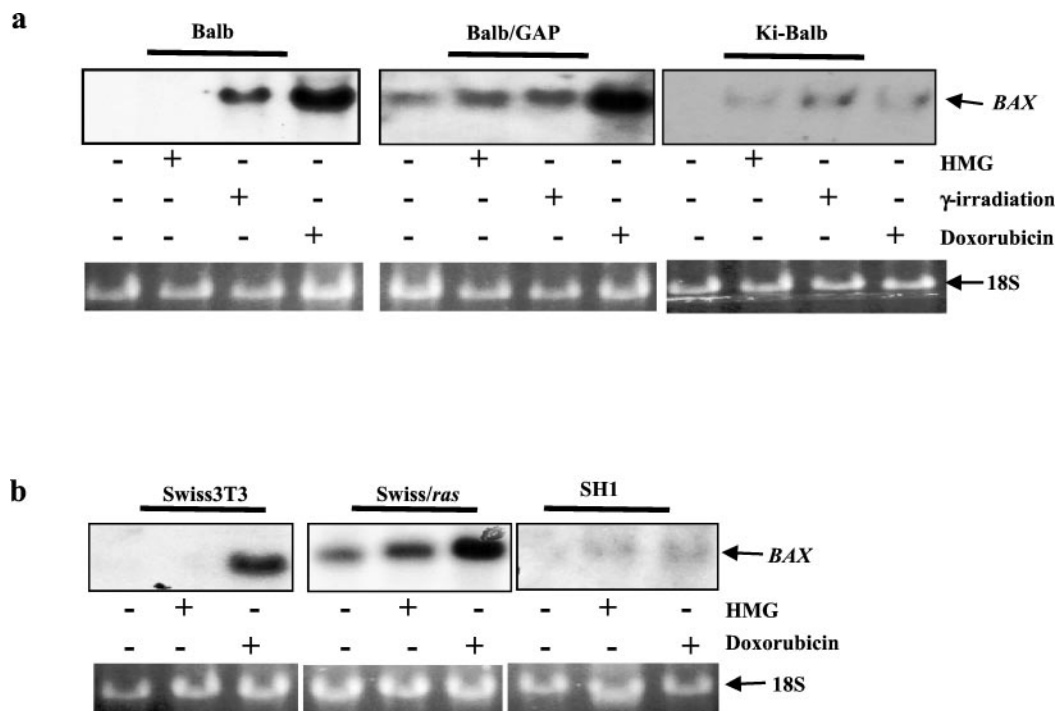 a
Balb Balb/GAP Ki-Balb
BAX
- + - - - + - - - + - - HMG
- - + - - - + - - - + - γ-irradiation
- - - + - - - + - - - + Doxorubicin
18S
b
Swiss3T3 Swiss/ras SH1
BAX
- + - - + - - + - HMG
- - + - - + - - + Doxorubicin
18S